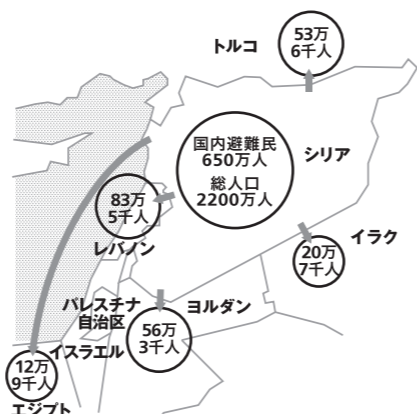 トルコ
53万
6千人
国内避難民
650万人
総人口
2200万人
シリア
83万
5千人
レバノン
イラク
20万
7千人
パレスチナ
自治区
ヨルダン
56万
3千人
イスラエル
12万
9千人
エジプト